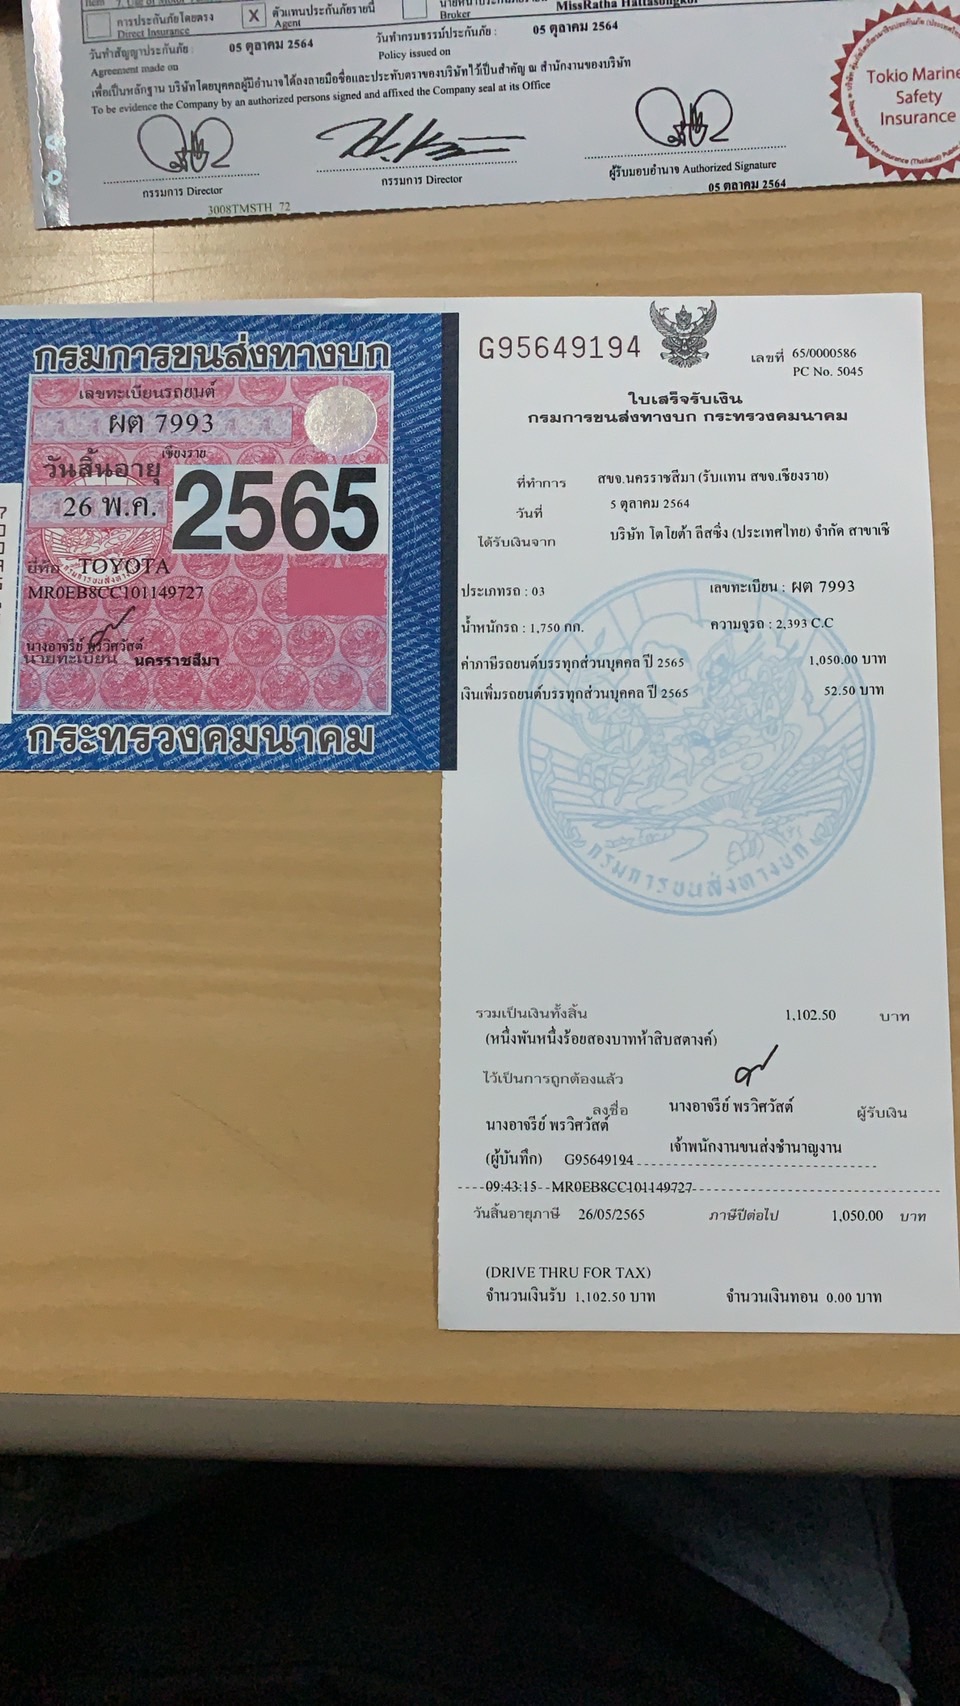 การประกันภัยโดยตรง
Direct Insurance
X
ตัวแทนประกันภัยรายนี้
Agent
Broker
วันทำสัญญาประกันภัย : 05 ตุลาคม 2564
Agreement made on
วันทำกรมธรรม์ประกันภัย : 05 ตุลาคม 2564
Policy issued on
เพื่อเป็นหลักฐาน บริษัทโดยบุคคลผู้มีอำนาจได้ลงลายมือชื่อและประทับตราของบริษัทไว้เป็นสำคัญ ณ สำนักงานของบริษัท
To be evidence the Company by an authorized persons signed and affixed the Company seal at its Office
Tokio Marine
Safety
Insurance
กรรมการ Director
กรรมการ Director
ผู้รับมอบอำนาจ Authorized Signature
05 ตุลาคม 2564
3008TMSTH_72
กรมการขนส่งทางบก
เลขทะเบียนรถยนต์
ผต 7993
เชียงราย
วันสิ้นอายุ
26 พ.ค.
2565
ยี่ห้อ TOYOTA
MR0EB8CC101149727
นางอาจรีย์ พรวิศวัสต์
นายทะเบียน นครราชสีมา
กระทรวงคมนาคม
G95649194
เลขที่ 65/0000586
PC No. 5045
ใบเสร็จรับเงิน
กรมการขนส่งทางบก กระทรวงคมนาคม
ที่ทำการ สขจ.นครราชสีมา (รับแทน สขจ.เชียงราย)
วันที่ 5 ตุลาคม 2564
ได้รับเงินจาก บริษัท โตโยต้า ลีสซิ่ง (ประเทศไทย) จำกัด สาขาเชี
ประเภทรถ : 03 เลขทะเบียน : ผต 7993
น้ำหนักรถ : 1,750 กก. ความจุรถ : 2,393 C.C
ค่าภาษีรถยนต์บรรทุกส่วนบุคคล ปี 2565 1,050.00 บาท
เงินเพิ่มรถยนต์บรรทุกส่วนบุคคล ปี 2565 52.50 บาท
กรมการขนส่งทางบก
รวมเป็นเงินทั้งสิ้น 1,102.50 บาท
(หนึ่งพันหนึ่งร้อยสองบาทห้าสิบสตางค์)
ไว้เป็นการถูกต้องแล้ว
ลงชื่อ นางอาจรีย์ พรวิศวัสต์ ผู้รับเงิน
นางอาจรีย์ พรวิศวัสต์
เจ้าพนักงานขนส่งชำนาญงาน
(ผู้บันทึก) G95649194
09:43:15 MR0EB8CC101149727
วันสิ้นอายุภาษี 26/05/2565 ภาษีปีต่อไป 1,050.00 บาท
(DRIVE THRU FOR TAX)
จำนวนเงินรับ 1,102.50 บาท จำนวนเงินทอน 0.00 บาท